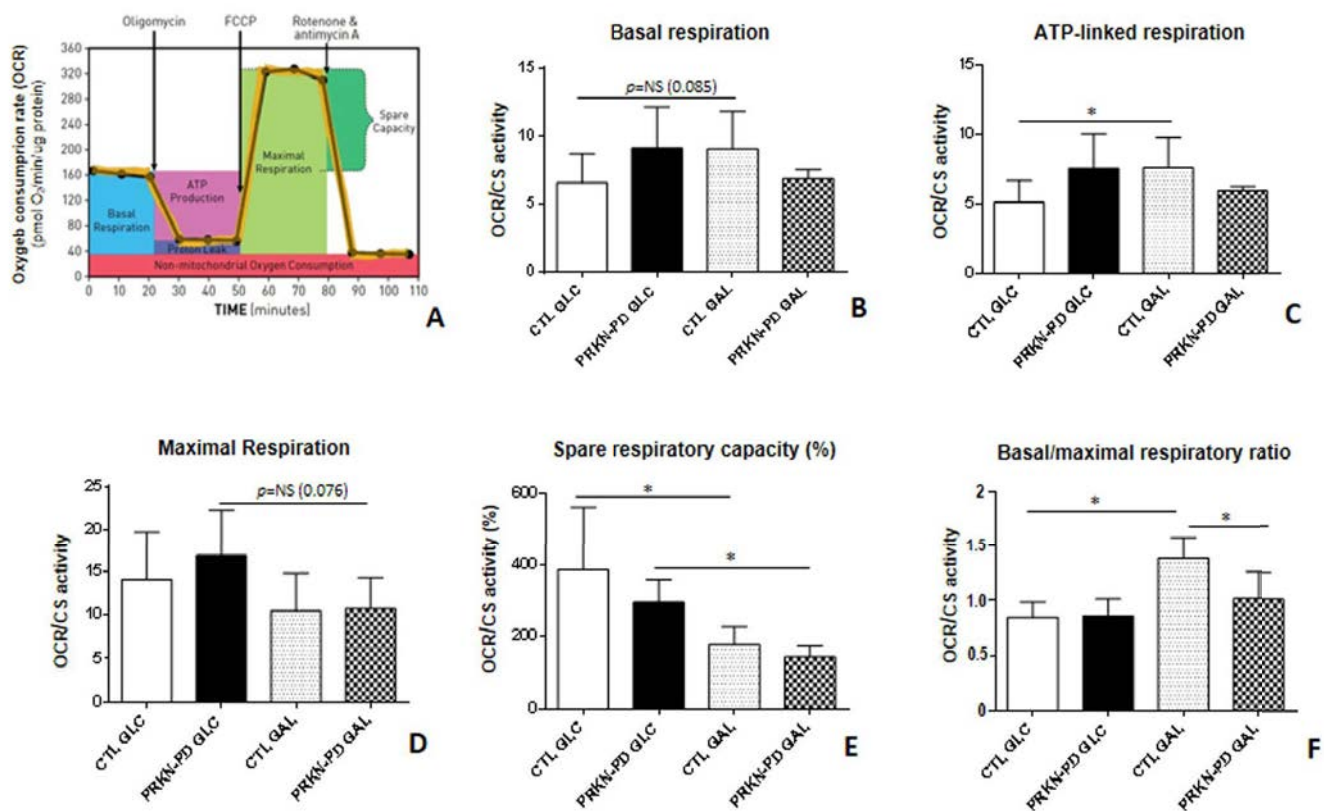 Oligomycin
FCCP
Rotenone &
antimycin A
Oxygeb consumprion rate (OCR)
(pmol O₂/min/ug protein)
360
320
280
240
200
160
120
80
40
0
Basal
Respiration
ATP
Production
Proton Leak
Maximal
Respiration
Spare
Capacity
Non-mitochondrial Oxygen Consumption
0 10 20 30 40 50 60 70 80 90 100 110
TIME (minutes)
A
Basal respiration
p=NS (0.085)
OCR/CS activity
15
10
5
0
CTL GLC
PRKN-PD GLC
CTL GAL
PRKN-PD GAL
B
ATP-linked respiration
*
OCR/CS activity
15
10
5
0
CTL GLC
PRKN-PD GLC
CTL GAL
PRKN-PD GAL
C
Maximal Respiration
p=NS (0.076)
OCR/CS activity
25
20
15
10
5
0
CTL GLC
PRKN-PD GLC
CTL GAL
PRKN-PD GAL
D
Spare respiratory capacity (%)
*
*
OCR/CS activity (%)
600
400
200
0
CTL GLC
PRKN-PD GLC
CTL GAL
PRKN-PD GAL
E
Basal/maximal respiratory ratio
*
*
OCR/CS activity
2
1.5
1.0
0.5
0
CTL GLC
PRKN-PD GLC
CTL GAL
PRKN-PD GAL
F